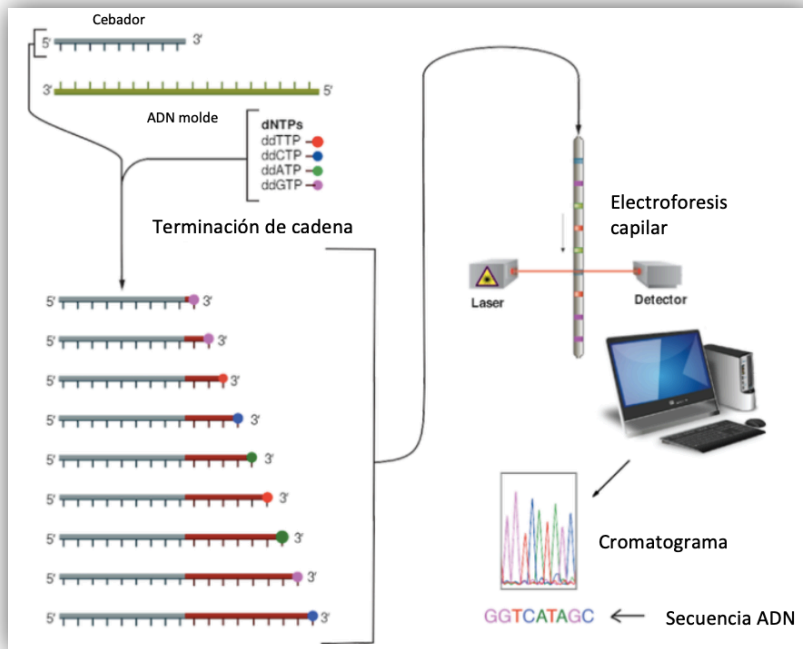 Cebador
5' 3'
3' 5'
ADN molde
dNTPs
ddTTP
ddCTP
ddATP
ddGTP
Terminación de cadena
5' 3'
5' 3'
5' 3'
5' 3'
5' 3'
5' 3'
5' 3'
5' 3'
5' 3'
Electroforesis
capilar
Laser
Detector
Cromatograma
GGTCATAGC
Secuencia ADN